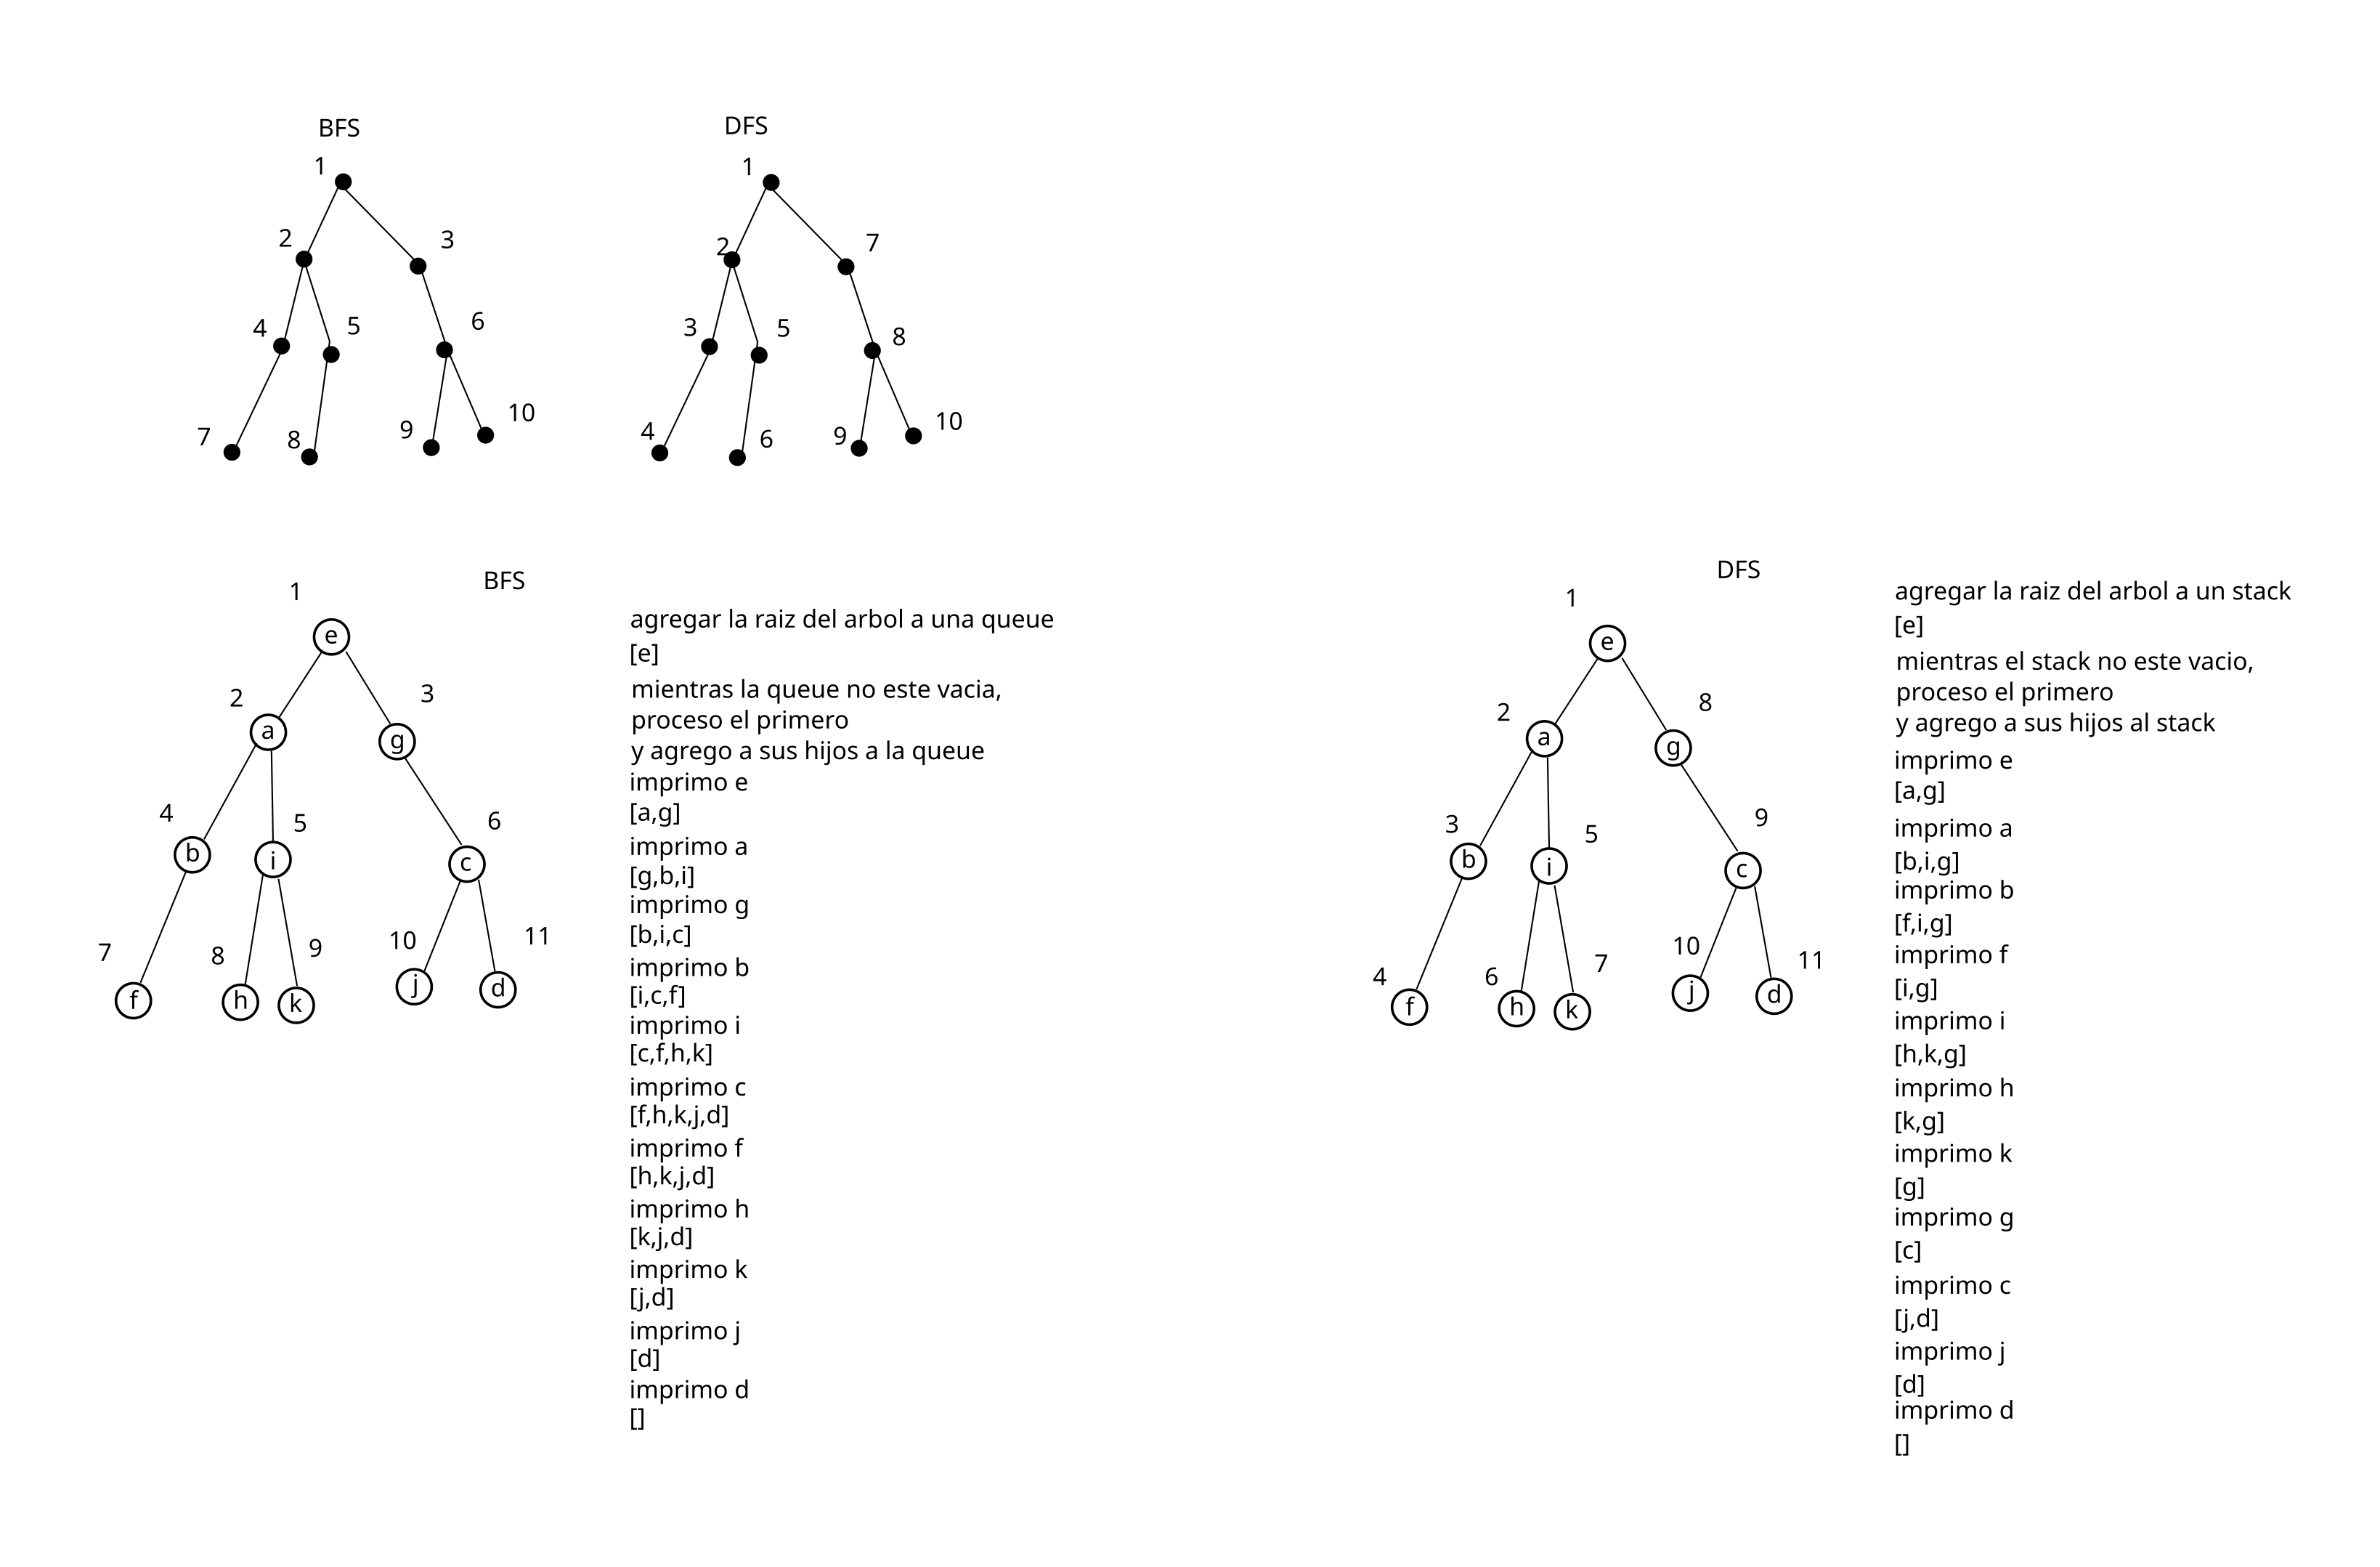 BFS
1
2
3
4
5
6
7
8
9
10
DFS
1
2
7
3
5
8
4
6
9
10
BFS
1
e
2
3
a
g
4
5
6
b
i
c
7
8
9
10
11
f
h
k
j
d
agregar la raiz del arbol a una queue
[e]
mientras la queue no este vacia,
proceso el primero
y agrego a sus hijos a la queue
imprimo e
[a,g]
imprimo a
[g,b,i]
imprimo g
[b,i,c]
imprimo b
[i,c,f]
imprimo i
[c,f,h,k]
imprimo c
[f,h,k,j,d]
imprimo f
[h,k,j,d]
imprimo h
[k,j,d]
imprimo k
[j,d]
imprimo j
[d]
imprimo d
[]
DFS
1
e
2
8
a
g
3
5
9
b
i
c
4
6
7
10
11
f
h
k
j
d
agregar la raiz del arbol a un stack
[e]
mientras el stack no este vacio,
proceso el primero
y agrego a sus hijos al stack
imprimo e
[a,g]
imprimo a
[b,i,g]
imprimo b
[f,i,g]
imprimo f
[i,g]
imprimo i
[h,k,g]
imprimo h
[k,g]
imprimo k
[g]
imprimo g
[c]
imprimo c
[j,d]
imprimo j
[d]
imprimo d
[]